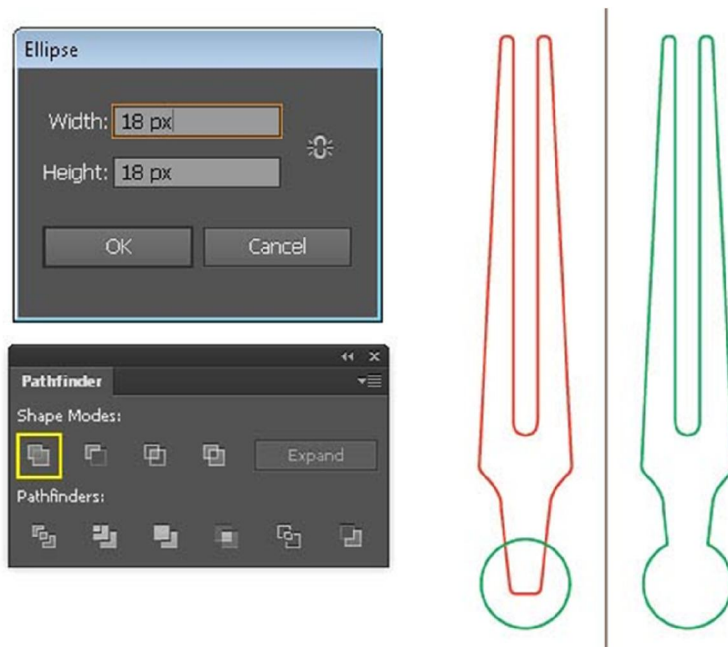 Ellipse
Width: 18 px
Height: 18 px
OK Cancel
Pathfinder
Shape Modes:
Expand
Pathfinders: